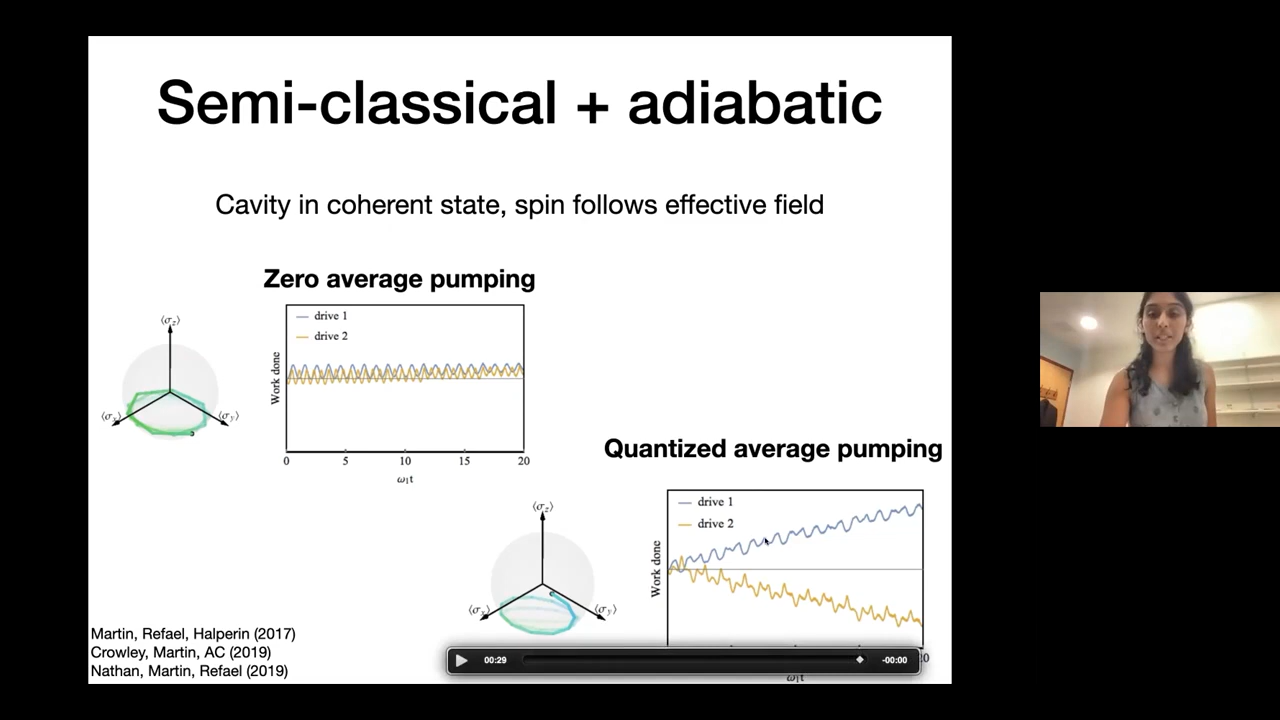 Semi-classical + adiabatic
Cavity in coherent state, spin follows effective field
Zero average pumping
drive 1
drive 2
Work done
0 5 10 15 20
ω₁t
⟨σz⟩
⟨σy⟩
Quantized average pumping
drive 1
drive 2
Work done
⟨σz⟩
⟨σx⟩
⟨σy⟩
20
ω₁t
00:29
-00:00
Martin, Refael, Halperin (2017)
Crowley, Martin, AC (2019)
Nathan, Martin, Refael (2019)